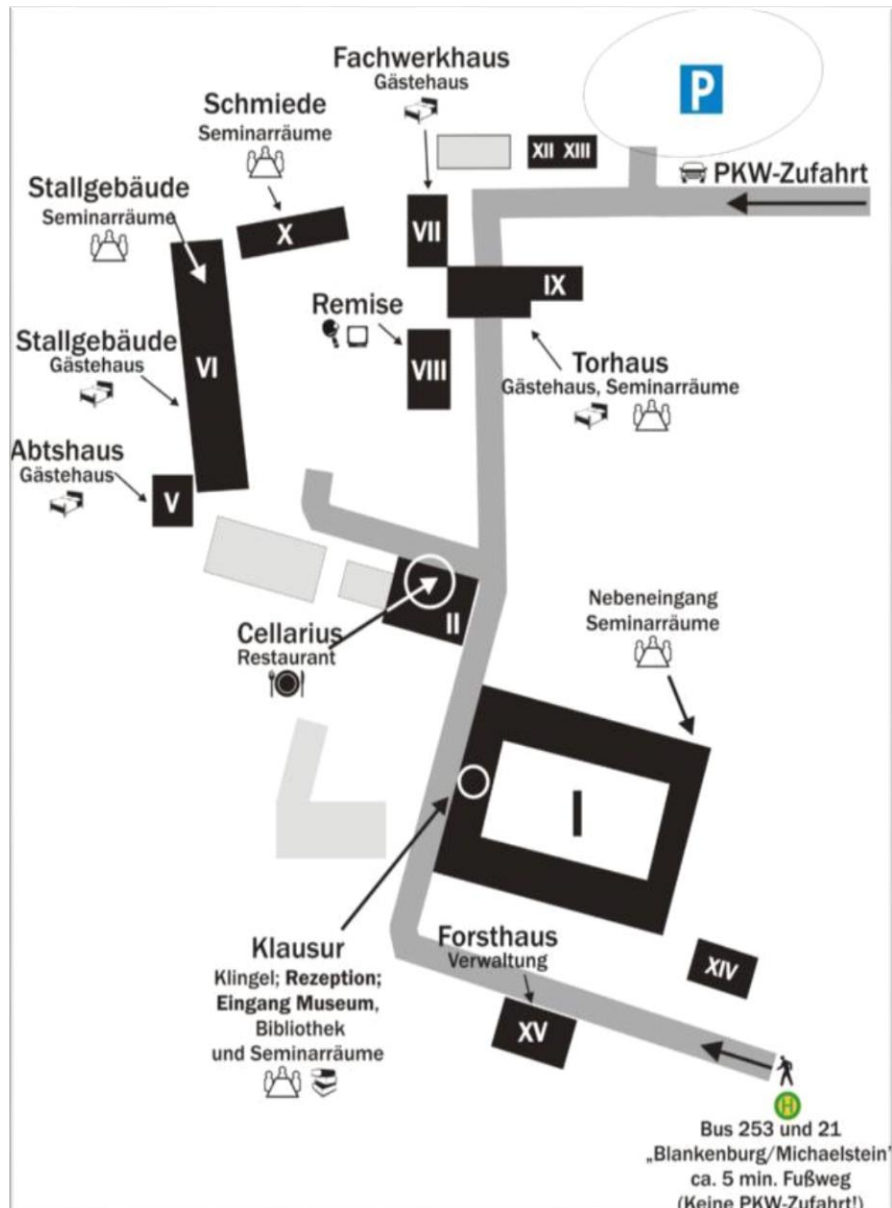 Fachwerkhaus
Gästehaus
P
Schmiede
Seminarräume
XII XIII
PKW-Zufahrt
Stallgebäude
Seminarräume
X
VII
IX
Remise
Stallgebäude
Gästehaus
VI
VIII
Torhaus
Gästehaus, Seminarräume
Abtshaus
Gästehaus
V
Nebeneingang
Seminarräume
II
Cellarius
Restaurant
I
Klausur
Klingel; Rezeption;
Eingang Museum,
Bibliothek
und Seminarräume
Forsthaus
Verwaltung
XIV
XV
H
Bus 253 und 21
„Blankenburg/Michaelstein“
ca. 5 min. Fußweg
(Keine PKW-Zufahrt!)